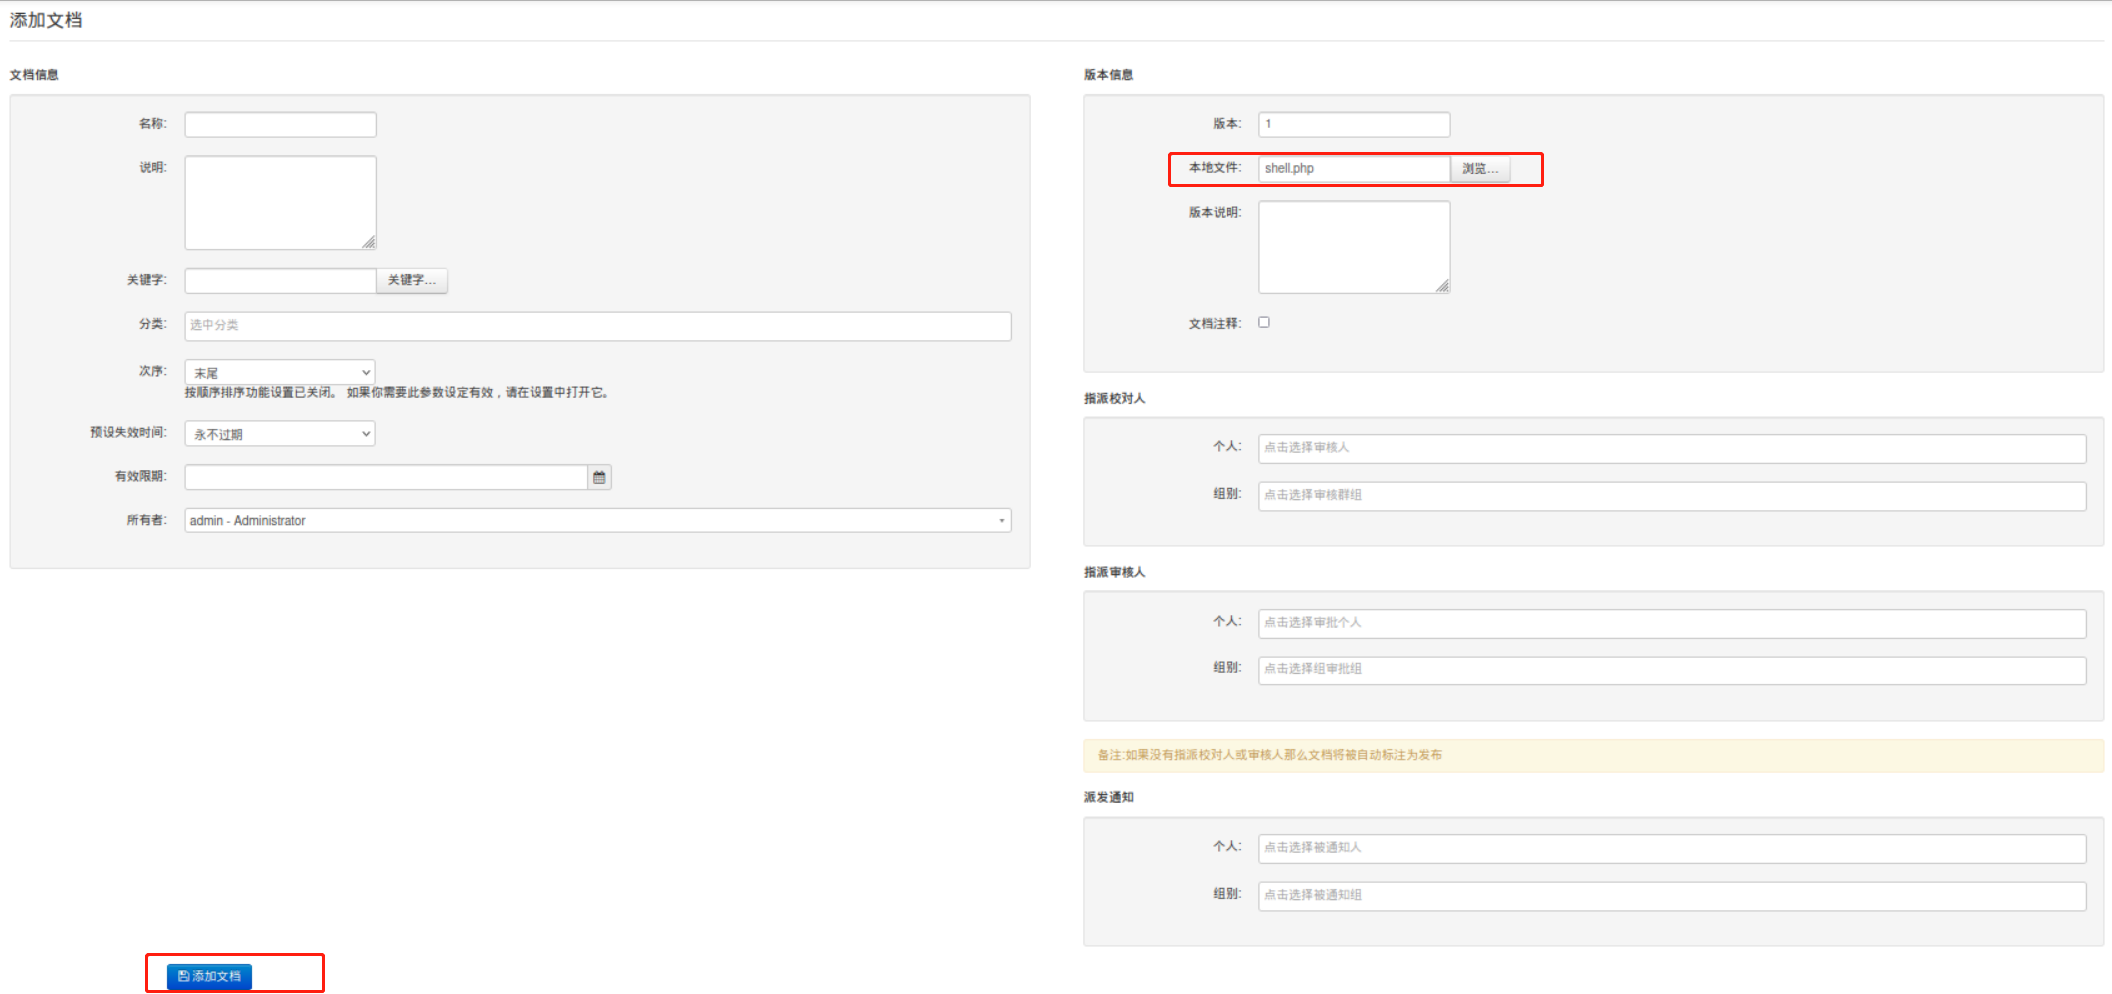 添加文档
文档信息
名称:
说明:
关键字:
关键字...
分类:
选中分类
次序:
末尾
按顺序排序功能设置已关闭。 如果你需要此参数设定有效，请在设置中打开它。
预设失效时间:
永不过期
有效限期:
所有者:
admin - Administrator
添加文档
版本信息
版本:
1
本地文件:
shell.php
浏览...
版本说明:
文档注释:
指派校对人
个人:
点击选择审核人
组别:
点击选择审核群组
指派审核人
个人:
点击选择审批个人
组别:
点击选择组审批组
备注:如果没有指派校对人或审核人那么文档将被自动标注为发布
派发通知
个人:
点击选择被通知人
组别:
点击选择被通知组